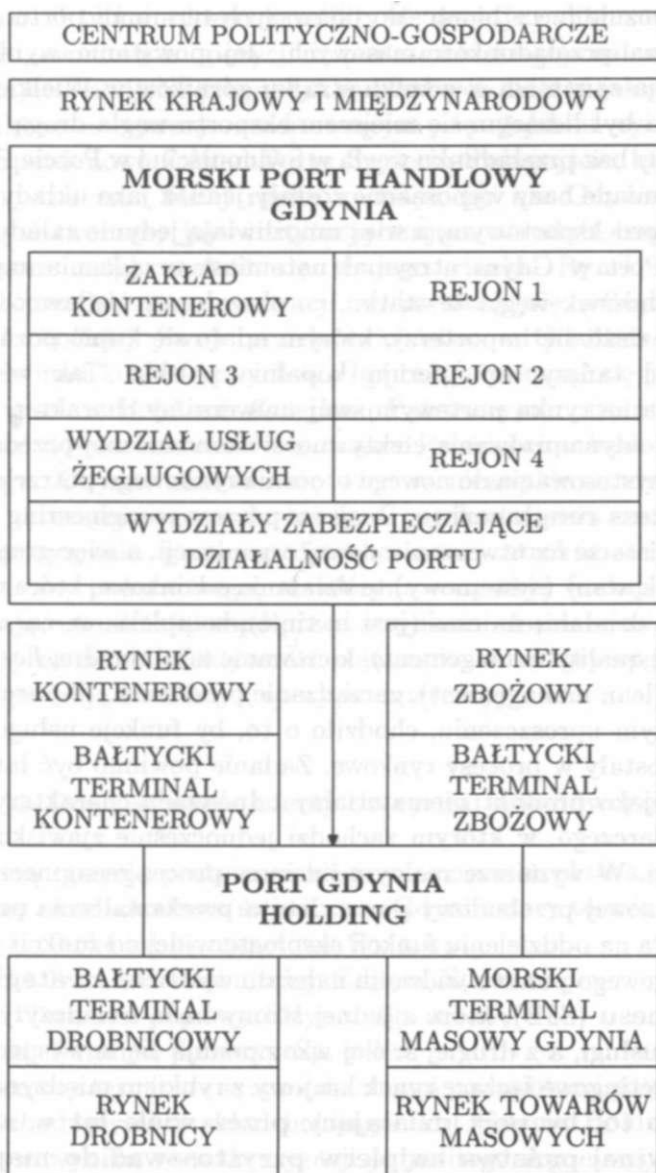 CENTRUM POLITYCZNO-GOSPODARCZE
RYNEK KRAJOWY I MIĘDZYNARODOWY
MORSKI PORT HANDLOWY
GDYNIA
ZAKŁAD
KONTENEROWY
REJON 1
REJON 3
REJON 2
WYDZIAŁ USŁUG
ŻEGLUGOWYCH
REJON 4
WYDZIAŁY ZABEZPIECZAJĄCE
DZIAŁALNOŚĆ PORTU
RYNEK
KONTENEROWY
BAŁTYCKI
TERMINAL
KONTENEROWY
RYNEK
ZBOŻOWY
BAŁTYCKI
TERMINAL
ZBOŻOWY
PORT GDYNIA
HOLDING
BAŁTYCKI
TERMINAL
DROBNICOWY
RYNEK
DROBNICY
MORSKI
TERMINAL
MASOW. GDYNIA
RYNEK TOWARÓW
MASOWYCH